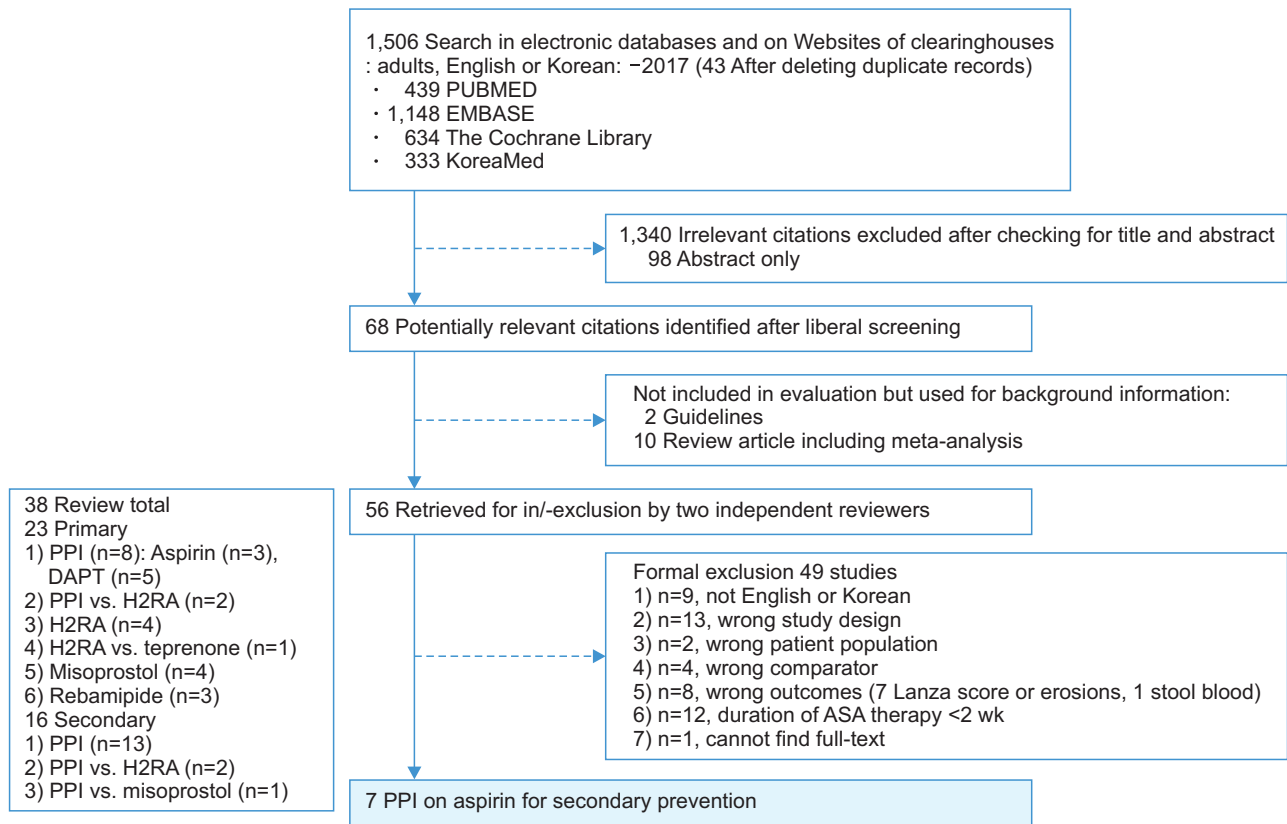 1,506 Search in electronic databases and on Websites of clearinghouses
: adults, English or Korean: −2017 (43 After deleting duplicate records)
· 439 PUBMED
· 1,148 EMBASE
· 634 The Cochrane Library
· 333 KoreaMed
1,340 Irrelevant citations excluded after checking for title and abstract
98 Abstract only
68 Potentially relevant citations identified after liberal screening
Not included in evaluation but used for background information:
2 Guidelines
10 Review article including meta-analysis
56 Retrieved for in/-exclusion by two independent reviewers
38 Review total
23 Primary
1) PPI (n=8): Aspirin (n=3),
DAPT (n=5)
2) PPI vs. H2RA (n=2)
3) H2RA (n=4)
4) H2RA vs. teprenone (n=1)
5) Misoprostol (n=4)
6) Rebamipide (n=3)
16 Secondary
1) PPI (n=13)
2) PPI vs. H2RA (n=2)
3) PPI vs. misoprostol (n=1)
Formal exclusion 49 studies
1) n=9, not English or Korean
2) n=13, wrong study design
3) n=2, wrong patient population
4) n=4, wrong comparator
5) n=8, wrong outcomes (7 Lanza score or erosions, 1 stool blood)
6) n=12, duration of ASA therapy <2 wk
7) n=1, cannot find full-text
7 PPI on aspirin for secondary prevention